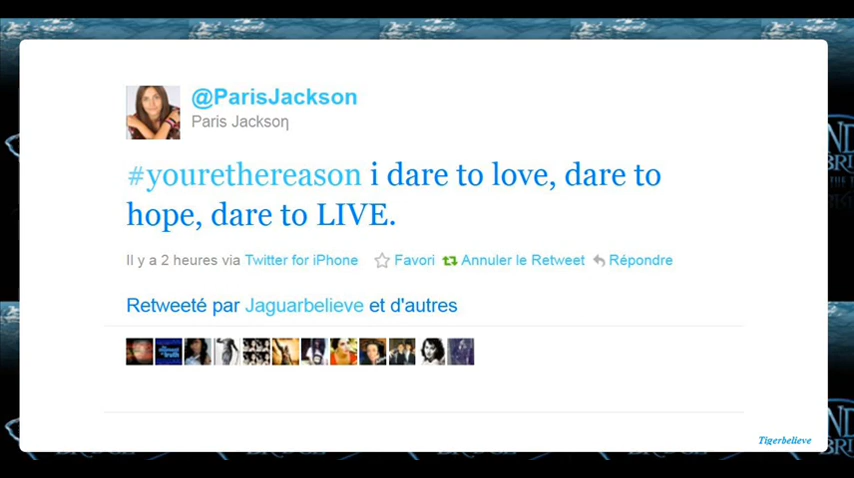 @ParisJackson
Paris Jacksoη
#yourethereason i dare to love, dare to
hope, dare to LIVE.
Il y a 2 heures via Twitter for iPhone Favori Annuler le Retweet Répondre
Retweeté par Jaguarbelieve et d'autres
Tigerbelieve